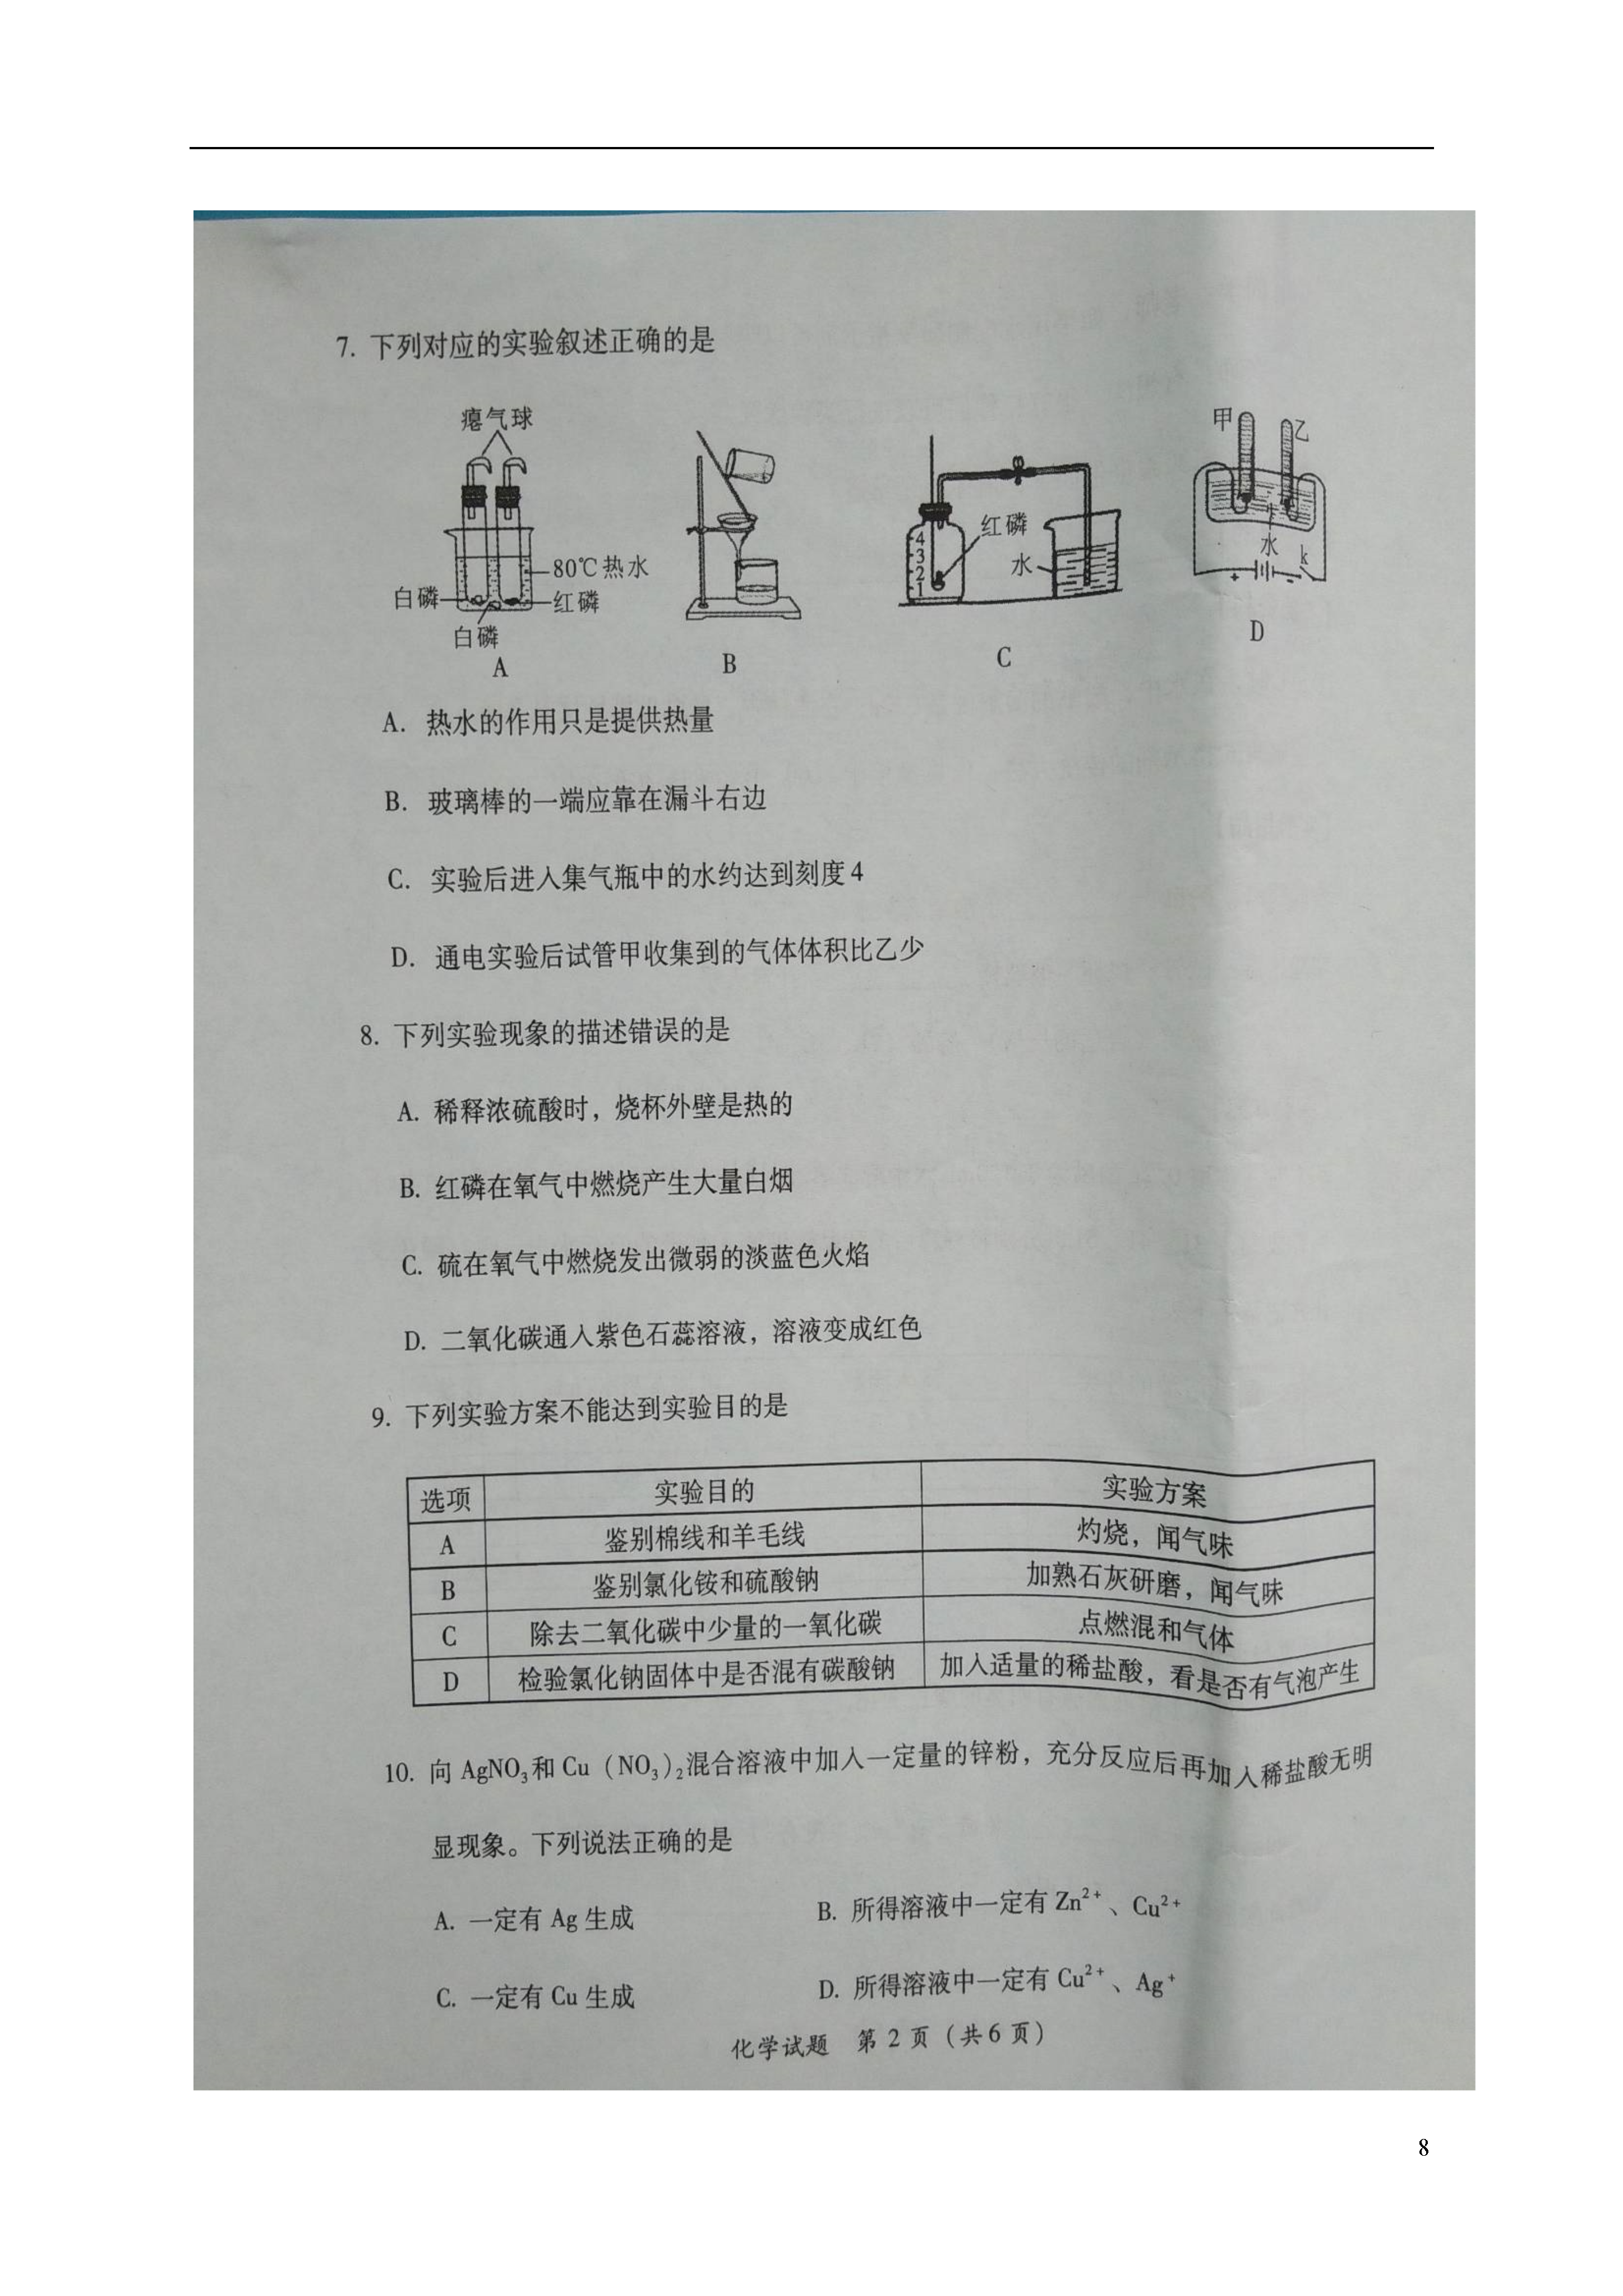 7. 下列对应的实验叙述正确的是
瘪气球
80℃热水
白磷
红磷
白磷
A
B
红磷
水
4
3
2
1
C
甲
乙
水
k
+
-
D
A. 热水的作用只是提供热量
B. 玻璃棒的一端应靠在漏斗右边
C. 实验后进入集气瓶中的水约达到刻度4
D. 通电实验后试管甲收集到的气体体积比乙少
8. 下列实验现象的描述错误的是
A. 稀释浓硫酸时，烧杯外壁是热的
B. 红磷在氧气中燃烧产生大量白烟
C. 硫在氧气中燃烧发出微弱的淡蓝色火焰
D. 二氧化碳通入紫色石蕊溶液，溶液变成红色
9. 下列实验方案不能达到实验目的是
选项 实验目的 实验方案
A 鉴别棉线和羊毛线 灼烧，闻气味
B 鉴别氯化铵和硫酸钠 加熟石灰研磨，闻气味
C 除去二氧化碳中少量的一氧化碳 点燃混和气体
D 检验氯化钠固体中是否混有碳酸钠 加入适量的稀盐酸，看是否有气泡产生
10. 向 AgNO₃和 Cu（NO₃)₂混合溶液中加入一定量的锌粉，充分反应后再加入稀盐酸无明
显现象。下列说法正确的是
A. 一定有 Ag 生成 B. 所得溶液中一定有 Zn²⁺、Cu²⁺
C. 一定有 Cu 生成 D. 所得溶液中一定有 Cu²⁺、Ag⁺
化学试题 第 2 页（共 6 页）
8